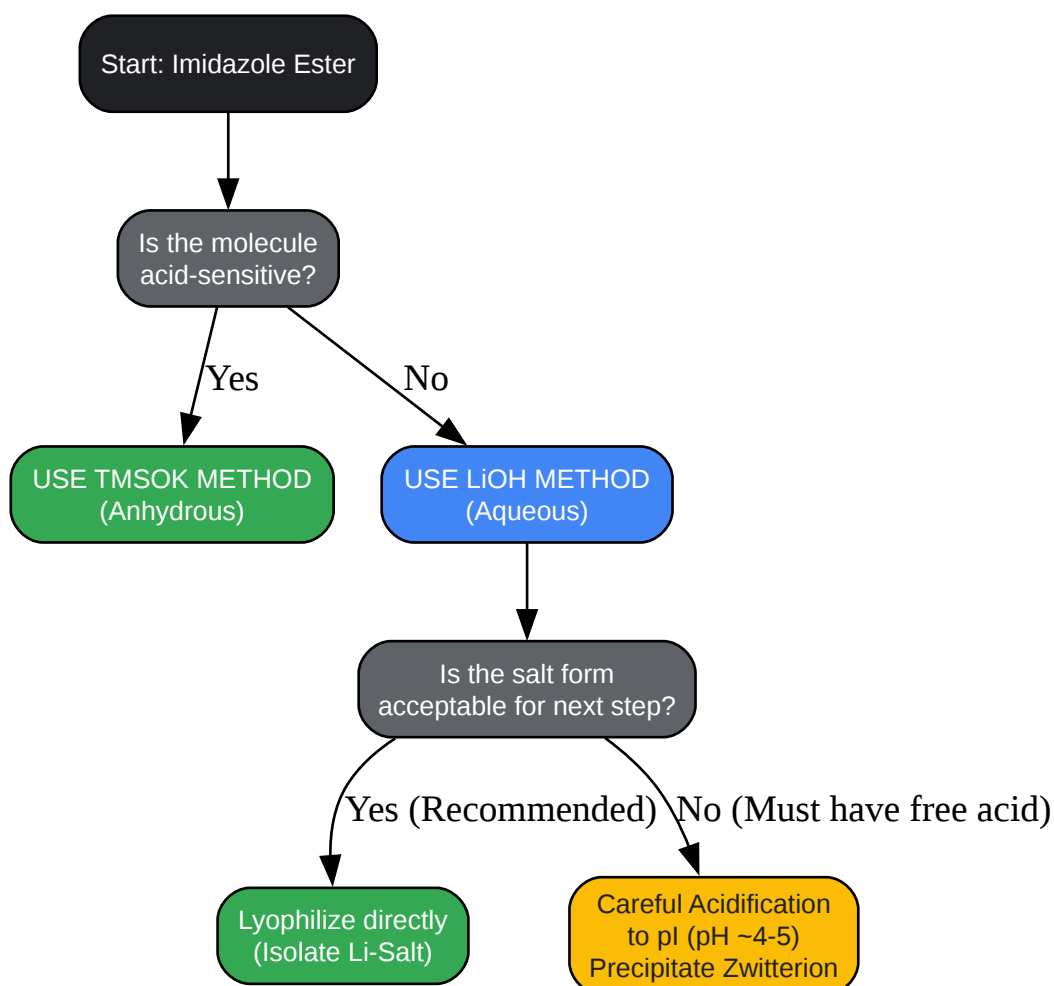 Start: Imidazole Ester
Is the molecule
acid-sensitive?
Yes
No
USE TMSOK METHOD
(Anhydrous)
USE LiOH METHOD
(Aqueous)
Is the salt form
acceptable for next step?
Yes (Recommended)
No (Must have free acid)
Lyophilize directly
(Isolate Li-Salt)
Careful Acidification
to pI (pH ~4-5)
Precipitate Zwitterion